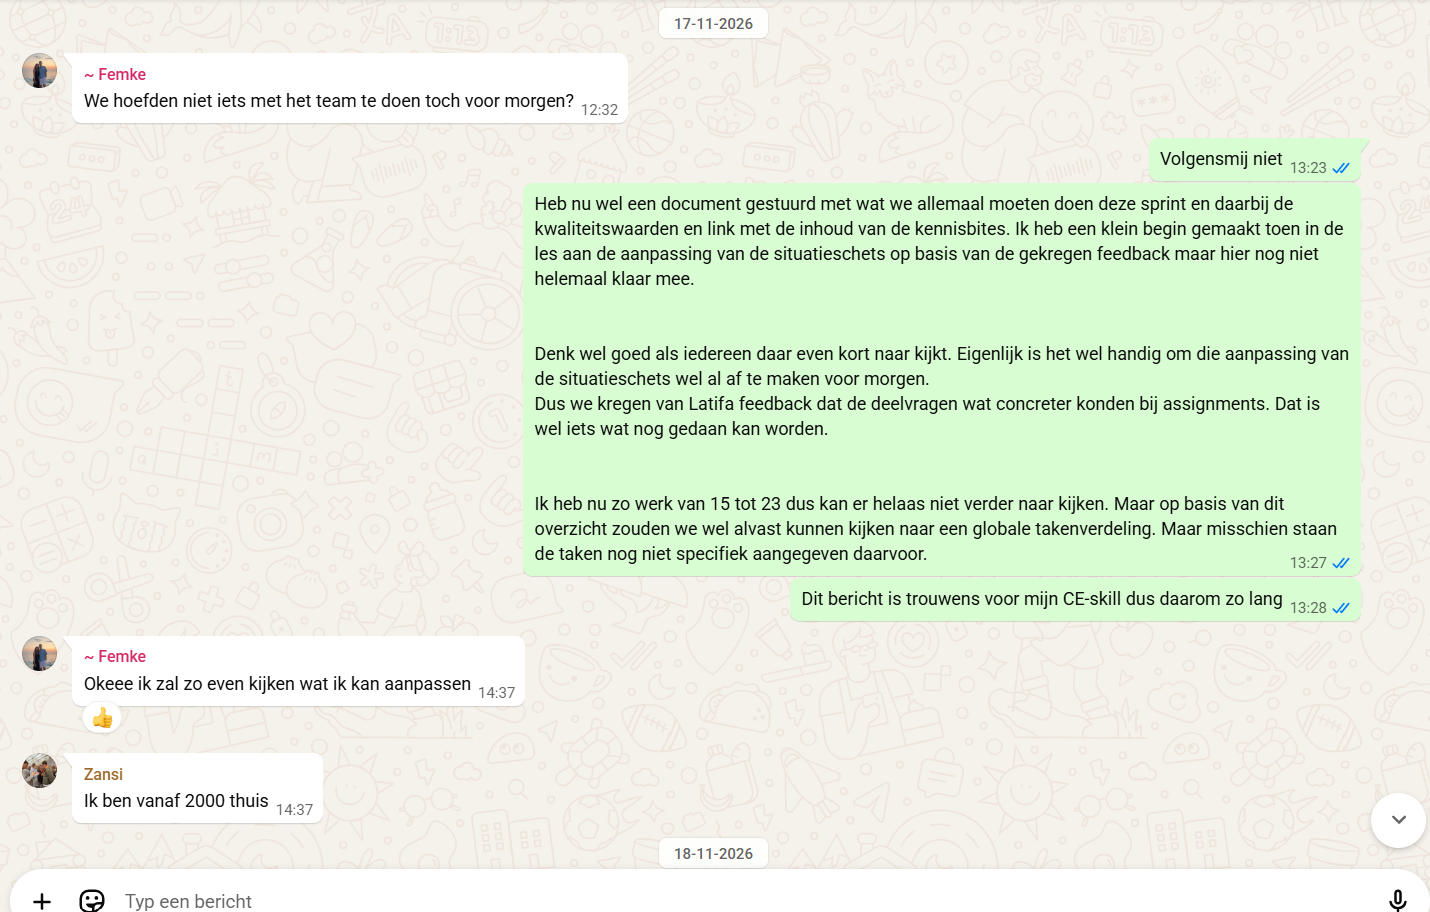 17-11-2026
~ Femke
We hoefden niet iets met het team te doen toch voor morgen? 12:32
Volgensmij niet 13:23
Heb nu wel een document gestuurd met wat we allemaal moeten doen deze sprint en daarbij de
kwaliteitswaarden en link met de inhoud van de kennisbites. Ik heb een klein begin gemaakt toen in de
les aan de aanpassing van de situatieschets op basis van de gekregen feedback maar hier nog niet
helemaal klaar mee.
Denk wel goed als iedereen daar even kort naar kijkt. Eigenlijk is het wel handig om die aanpassing van
de situatieschets wel al af te maken voor morgen.
Dus we kregen van Latifa feedback dat de deelvragen wat concreter konden bij assignments. Dat is
wel iets wat nog gedaan kan worden.
Ik heb nu zo werk van 15 tot 23 dus kan er helaas niet verder naar kijken. Maar op basis van dit
overzicht zouden we wel alvast kunnen kijken naar een globale takenverdeling. Maar misschien staan
de taken nog niet specifiek aangegeven daarvoor. 13:27
Dit bericht is trouwens voor mijn CE-skill dus daarom zo lang 13:28
~ Femke
Okeee ik zal zo even kijken wat ik kan aanpassen 14:37
Zansi
Ik ben vanaf 2000 thuis 14:37
18-11-2026
Typ een bericht